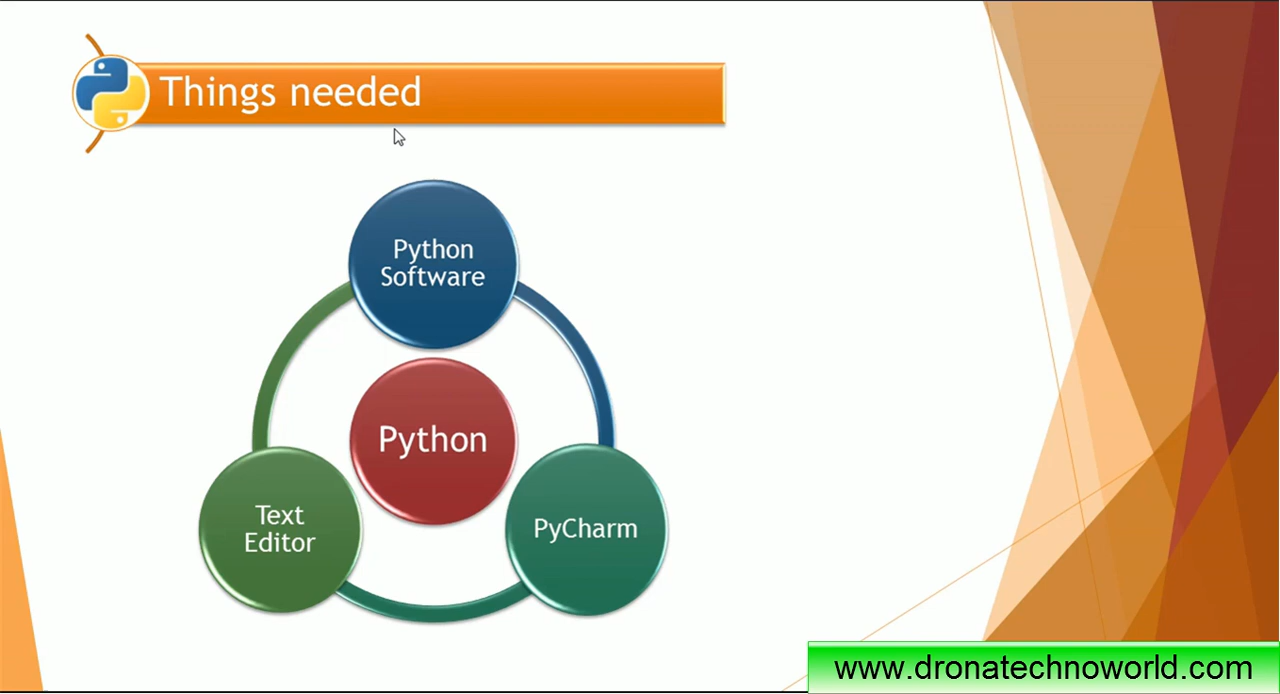 Things needed
Python
Software
Python
Text
Editor
PyCharm
www.dronatechnoworld.com